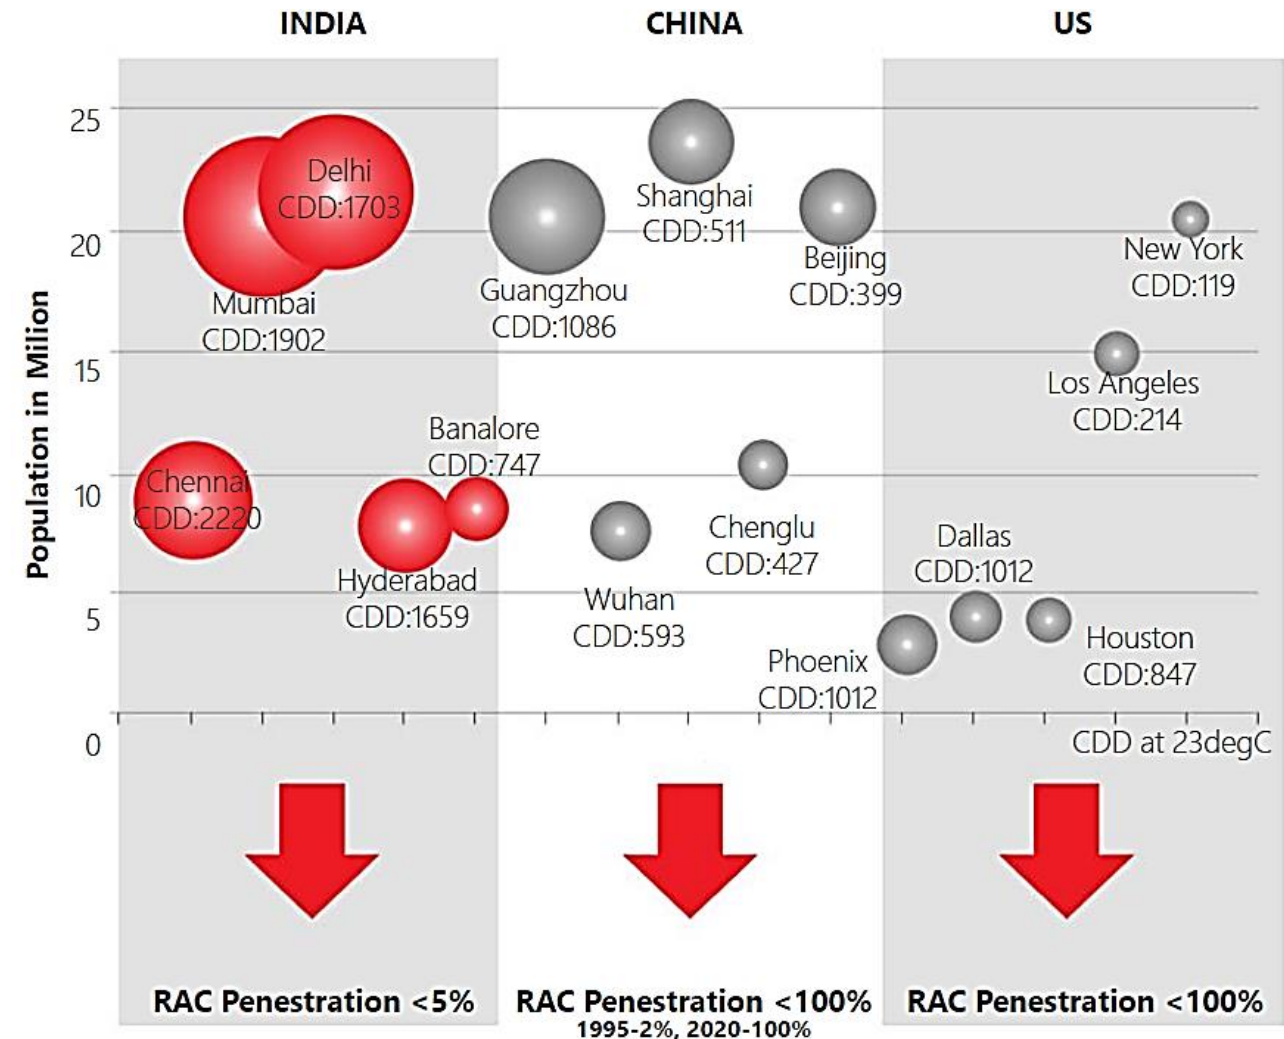 INDIA
CHINA
US
Population in Milion
25
20
15
10
5
0
Delhi
CDD:1703
Mumbai
CDD:1902
Chennai
CDD:2220
Hyderabad
CDD:1659
Banalore
CDD:747
Guangzhou
CDD:1086
Shanghai
CDD:511
Beijing
CDD:399
Wuhan
CDD:593
Chenglu
CDD:427
New York
CDD:119
Los Angeles
CDD:214
Dallas
CDD:1012
Houston
CDD:847
Phoenix
CDD:1012
CDD at 23degC
RAC Penestration <5%
RAC Penestration <100%
1995-2%, 2020-100%
RAC Penestration <100%